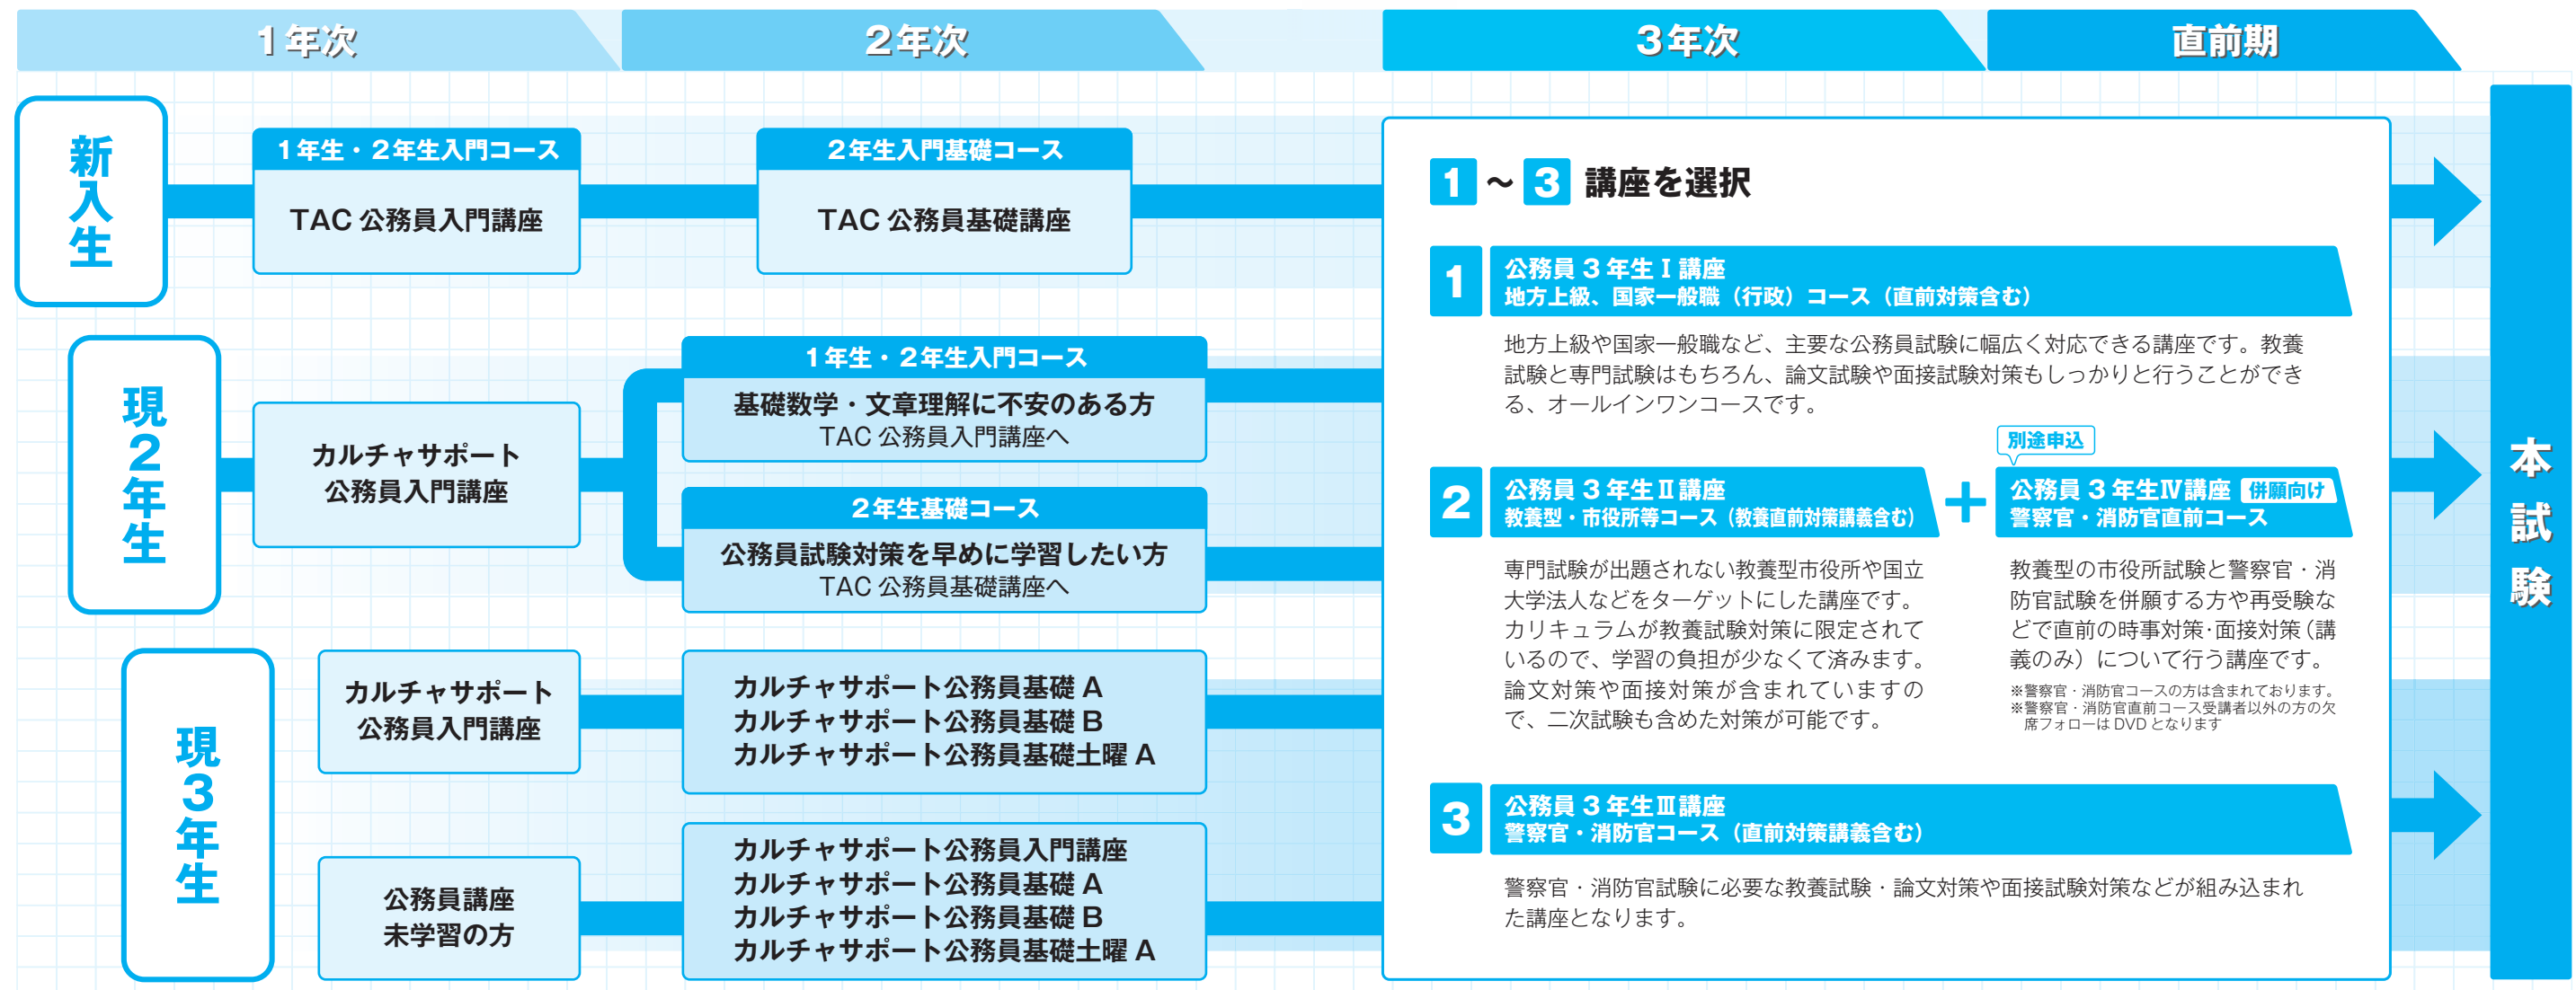 1年次
2年次
3年次
直前期
新入生
1年生・2年生入門コース
TAC 公務員入門講座
2年生入門基礎コース
TAC 公務員基礎講座
現2年生
カルチャサポート
公務員入門講座
1年生・2年生入門コース
基礎数学・文章理解に不安のある方
TAC 公務員入門講座へ
2年生基礎コース
公務員試験対策を早めに学習したい方
TAC 公務員基礎講座へ
現3年生
カルチャサポート
公務員入門講座
カルチャサポート公務員基礎 A
カルチャサポート公務員基礎 B
カルチャサポート公務員基礎土曜 A
公務員講座
未学習の方
カルチャサポート公務員入門講座
カルチャサポート公務員基礎 A
カルチャサポート公務員基礎 B
カルチャサポート公務員基礎土曜 A
1～3 講座を選択
1
公務員 3 年生Ⅰ講座
地方上級、国家一般職（行政）コース（直前対策含む）
地方上級や国家一般職など、主要な公務員試験に幅広く対応できる講座です。教養
試験と専門試験はもちろん、論文試験や面接試験対策もしっかりと行うことができ
る、オールインワンコースです。
2
公務員 3 年生Ⅱ講座
教養型・市役所等コース（教養直前対策講義含む）
専門試験が出題されない教養型市役所や国立
大学法人などをターゲットにした講座です。
カリキュラムが教養試験対策に限定されて
いるので、学習の負担が少なくて済みます。
論文対策や面接対策が含まれていますの
で、二次試験も含めた対策が可能です。
＋
別途申込
公務員 3 年生Ⅳ講座 併願向け
警察官・消防官直前コース
教養型の市役所試験と警察官・消
防官試験を併願する方や再受験な
どで直前の時事対策・面接対策（講
義のみ）について行う講座です。
※警察官・消防官コースの方は含まれております。
※警察官・消防官直前コース受講者以外の方の欠
席フォローは DVD となります
3
公務員 3 年生Ⅲ講座
警察官・消防官コース（直前対策講義含む）
警察官・消防官試験に必要な教養試験・論文対策や面接試験対策などが組み込まれ
た講座となります。
本試験